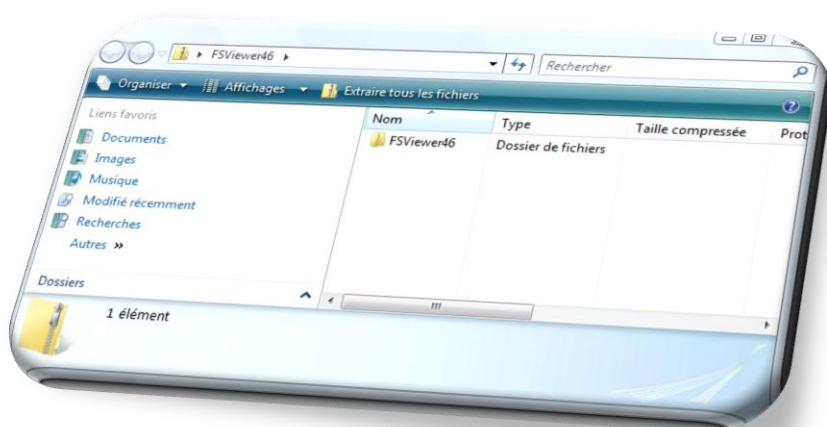 FSViewer46
Rechercher
Organiser Affichages Extraire tous les fichiers
Liens favoris
Documents
Images
Musique
Modifié récemment
Recherches
Autres »
Dossiers
Nom Type Taille compressée Prot
FSViewer46 Dossier de fichiers
1 élément